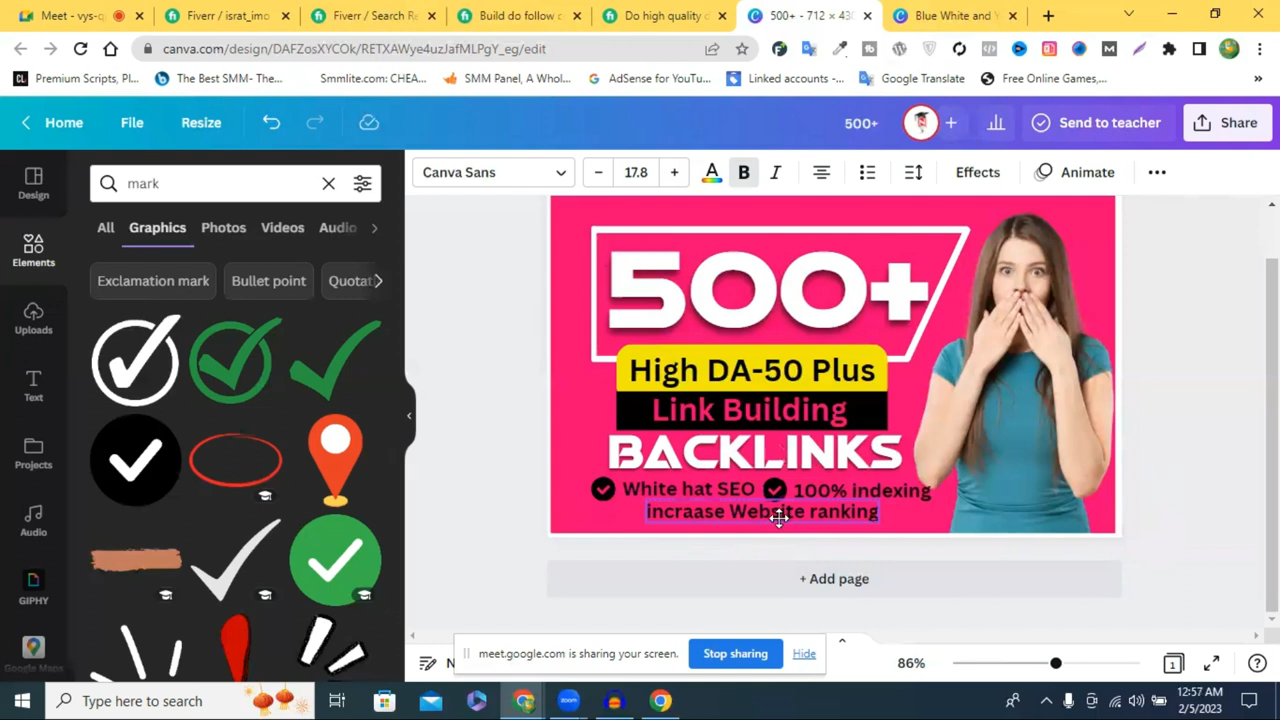 Meet - vys-q
Fiverr / israt_imo
Fiverr / Search Re
Build do follow c
Do high quality c
500+ - 712 × 430
Blue White and Y
canva.com/design/DAFZosXYCOk/RETXAWye4uzJafMLPgY_eg/edit
Premium Scripts, Pl...
The Best SMM- The...
Smmlite.com: CHEA...
SMM Panel, A Whol...
AdSense for YouTu...
Linked accounts -...
Google Translate
Free Online Games,...
Home
File
Resize
500+
Send to teacher
Share
mark
Canva Sans
17.8
B
I
Effects
Animate
Design
Elements
Uploads
Text
Projects
Audio
GIPHY
Google Maps
All
Graphics
Photos
Videos
Audio
Exclamation mark
Bullet point
Quotat
500+
High DA-50 Plus
Link Building
BACKLINKS
White hat SEO
100% indexing
incraase Website ranking
+ Add page
meet.google.com is sharing your screen.
Stop sharing
Hide
86%
1
Type here to search
12:57 AM
2/5/2023